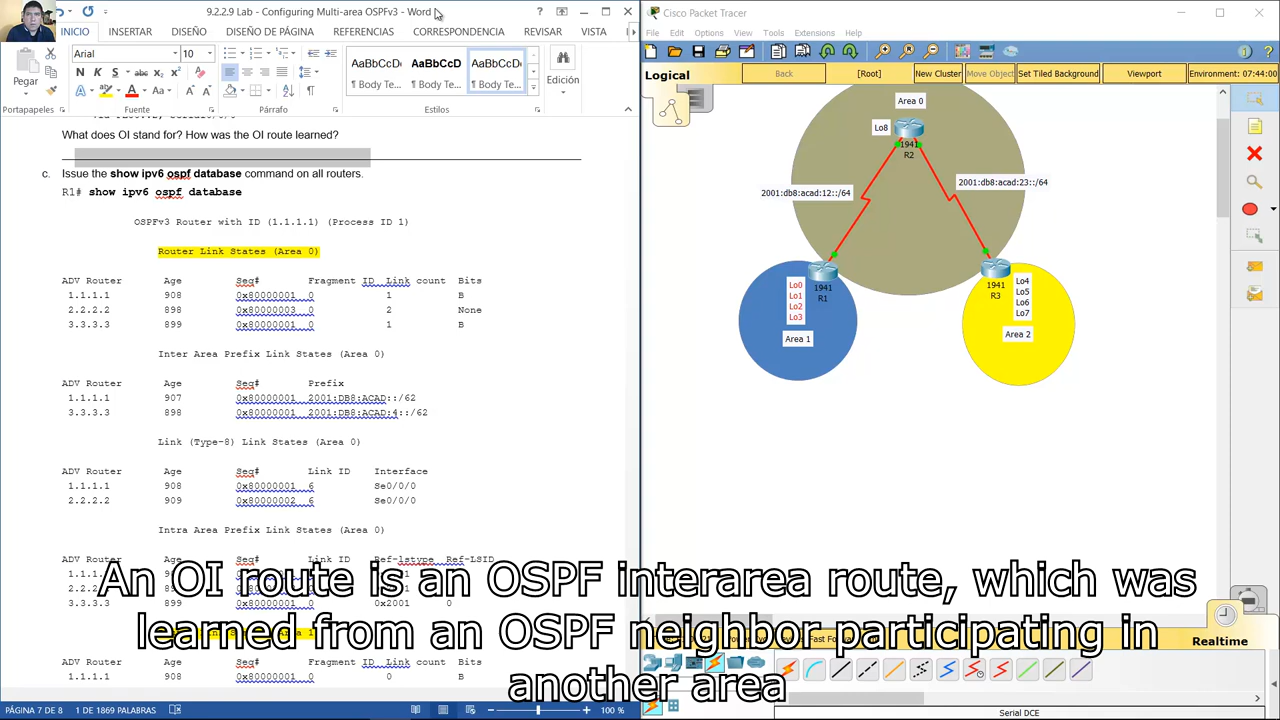 9.2.2.9 Lab - Configuring Multi-area OSPFv3 - Word
INICIO INSERTAR DISEÑO DISEÑO DE PÁGINA REFERENCIAS CORRESPONDENCIA REVISAR VISTA
Pegar
Arial 10
N K S abc x₂ x²
AaBbCcD AaBbCcD AaBbCcD
¶ Body Te... ¶ Body Te... ¶ Body Te...
Edición
Portapapeles Fuente Párrafo Estilos
What does OI stand for? How was the OI route learned?
c. Issue the show ipv6 ospf database command on all routers.
R1# show ipv6 ospf database
OSPFv3 Router with ID (1.1.1.1) (Process ID 1)
Router Link States (Area 0)
ADV Router Age Seq# Fragment ID Link count Bits
1.1.1.1 908 0x80000001 0 1 B
2.2.2.2 898 0x80000003 0 2 None
3.3.3.3 899 0x80000001 0 1 B
Inter Area Prefix Link States (Area 0)
ADV Router Age Seq# Prefix
1.1.1.1 907 0x80000001 2001:DB8:ACAD::/62
3.3.3.3 898 0x80000001 2001:DB8:ACAD:4::/62
Link (Type-8) Link States (Area 0)
ADV Router Age Seq# Link ID Interface
1.1.1.1 908 0x80000001 6 Se0/0/0
2.2.2.2 909 0x80000002 6 Se0/0/0
Intra Area Prefix Link States (Area 0)
ADV Router Age Seq# Link ID Ref-lstype Ref-LSID
3.3.3.3 899 0x2001 0
ADV Router Age Seq# Link ID
1.1.1.1 908 0x80000001 0 0 B
PÁGINA 7 DE 8 1 DE 1869 PALABRAS 100 %
Cisco Packet Tracer
File Edit Options View Tools Extensions Help
Logical Back [Root] New Cluster Move Object Set Tiled Background Viewport Environment: 07:44:00
Area 0
Lo8
1941
R2
2001:db8:acad:12::/64
2001:db8:acad:23::/64
1941
R1
Lo0
Lo1
Lo2
Lo3
Area 1
1941
R3
Lo4
Lo5
Lo6
Lo7
Area 2
Realtime
Serial DCE
An OI route is an OSPF interarea route, which was
learned from an OSPF neighbor participating in
another area